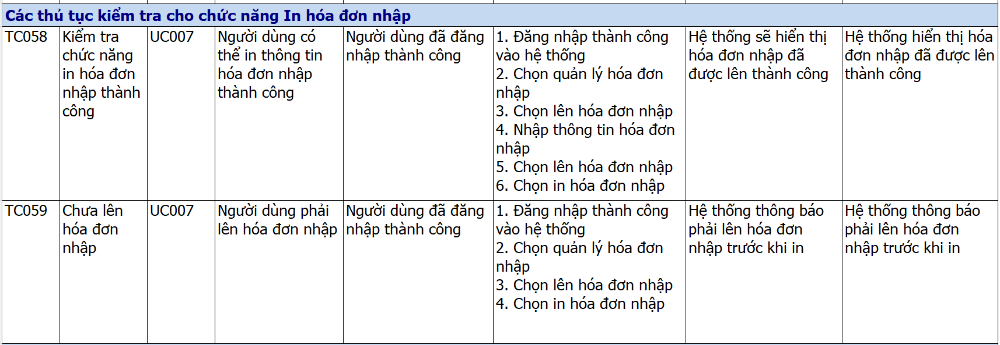 Các thủ tục kiểm tra cho chức năng In hóa đơn nhập
TC058
Kiểm tra
chức năng
in hóa đơn
nhập thành
công
UC007
Người dùng có
thể in thông tin
hóa đơn nhập
thành công
Người dùng đã đăng
nhập thành công
1. Đăng nhập thành công
vào hệ thống
2. Chọn quản lý hóa đơn
nhập
3. Chọn lên hóa đơn nhập
4. Nhập thông tin hóa đơn
nhập
5. Chọn lên hóa đơn nhập
6. Chọn in hóa đơn nhập
Hệ thống sẽ hiển thị
hóa đơn nhập đã
được lên thành công
Hệ thống hiển thị hóa
đơn nhập đã được lên
thành công
TC059
Chưa lên
hóa đơn
nhập
UC007
Người dùng phải
lên hóa đơn nhập
Người dùng đã đăng
nhập thành công
1. Đăng nhập thành công
vào hệ thống
2. Chọn quản lý hóa đơn
nhập
3. Chọn lên hóa đơn nhập
4. Chọn in hóa đơn nhập
Hệ thống thông báo
phải lên hóa đơn
nhập trước khi in
Hệ thống thông báo
phải lên hóa đơn
nhập trước khi in